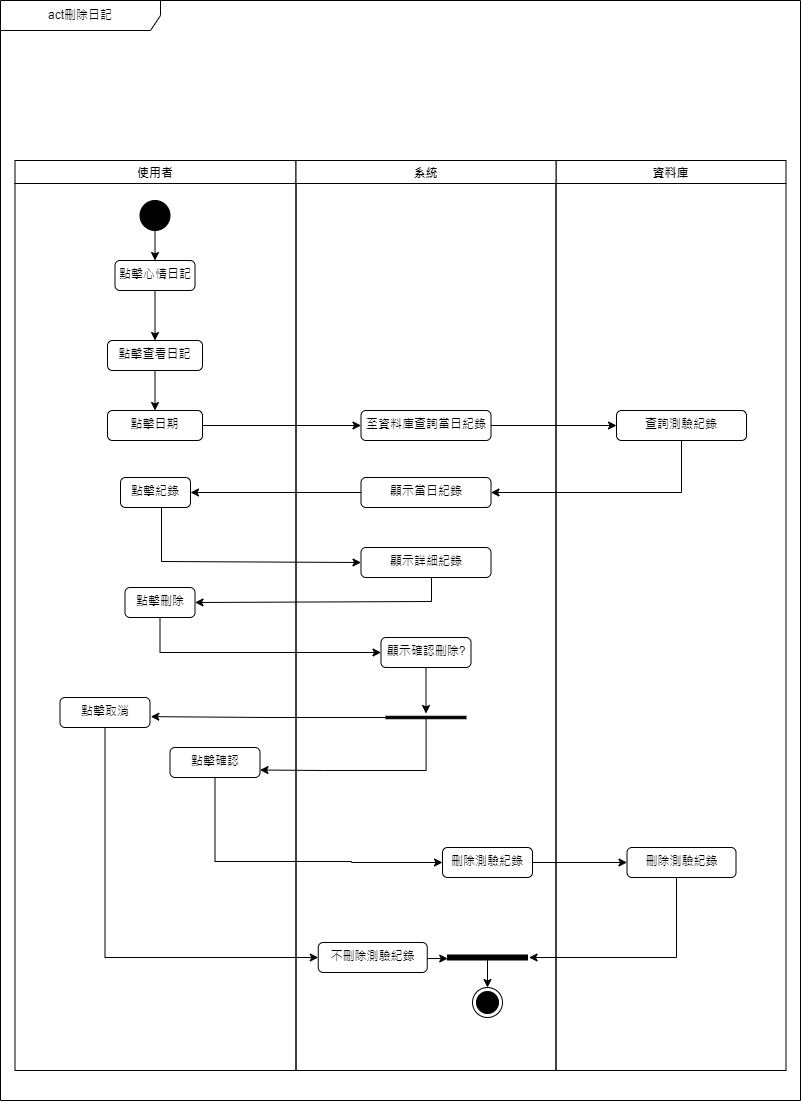 act刪除日記
使用者
系統
資料庫
點擊心情日記
點擊查看日記
點擊日期
至資料庫查詢當日紀錄
查詢測驗紀錄
點擊紀錄
顯示當日紀錄
顯示詳細紀錄
點擊刪除
顯示確認刪除?
點擊取消
點擊確認
刪除測驗紀錄
刪除測驗紀錄
不刪除測驗紀錄